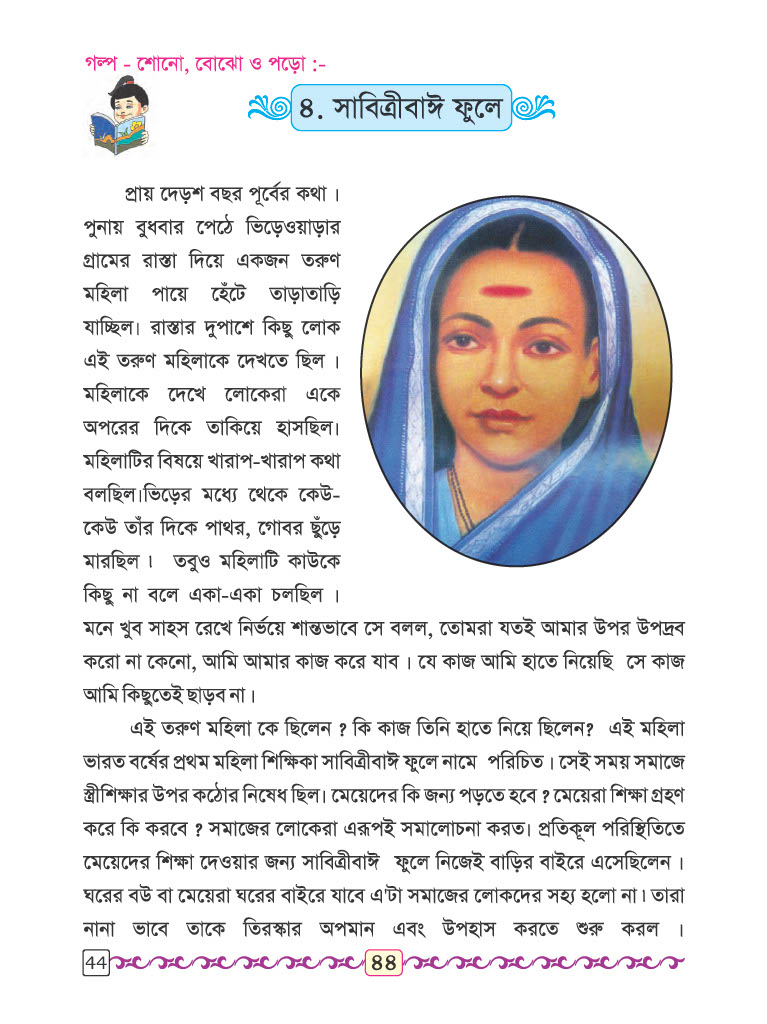 গল্প - শোনো, বোঝো ও পড়ো :-
৪. সাবিত্রীবাঈ ফুলে
প্রায় দেড়শ বছর পূর্বের কথা ।
পুনায় বুধবার পেঠে ভিড়েওয়াড়ার
গ্রামের রাস্তা দিয়ে একজন তরুণ
মহিলা পায়ে হেঁটে তাড়াতাড়ি
যাচ্ছিল। রাস্তার দুপাশে কিছু লোক
এই তরুণ মহিলাকে দেখতে ছিল ।
মহিলাকে দেখে লোকেরা একে
অপরের দিকে তাকিয়ে হাসছিল।
মহিলাটির বিষয়ে খারাপ-খারাপ কথা
বলছিল।ভিড়ের মধ্যে থেকে কেউ-
কেউ তাঁর দিকে পাথর, গোবর ছুঁড়ে
মারছিল । তবুও মহিলাটি কাউকে
কিছু না বলে একা-একা চলছিল ।
মনে খুব সাহস রেখে নির্ভয়ে শান্তভাবে সে বলল, তোমরা যতই আমার উপর উপদ্রব
করো না কেনো, আমি আমার কাজ করে যাব । যে কাজ আমি হাতে নিয়েছি সে কাজ
আমি কিছুতেই ছাড়ব না ।
এই তরুণ মহিলা কে ছিলেন ? কি কাজ তিনি হাতে নিয়ে ছিলেন? এই মহিলা
ভারত বর্ষের প্রথম মহিলা শিক্ষিকা সাবিত্রীবাঈ ফুলে নামে পরিচিত । সেই সময় সমাজে
স্ত্রীশিক্ষার উপর কঠোর নিষেধ ছিল। মেয়েদের কি জন্য পড়তে হবে ? মেয়েরা শিক্ষা গ্রহণ
করে কি করবে ? সমাজের লোকেরা এরূপই সমালোচনা করত। প্রতিকূল পরিস্থিতিতে
মেয়েদের শিক্ষা দেওয়ার জন্য সাবিত্রীবাঈ ফুলে নিজেই বাড়ির বাইরে এসেছিলেন ।
ঘরের বউ বা মেয়েরা ঘরের বাইরে যাবে এ'টা সমাজের লোকদের সহ্য হলো না । তারা
নানা ভাবে তাকে তিরস্কার অপমান এবং উপহাস করতে শুরু করল ।
44
৪৪